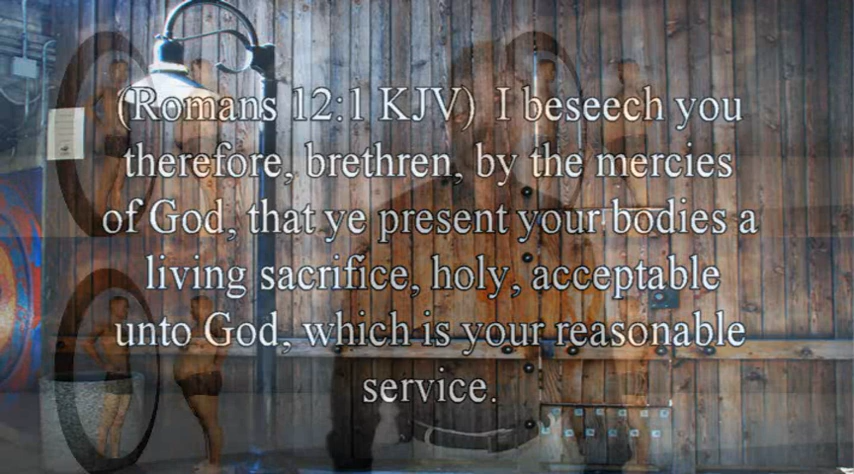 (Romans 12:1 KJV)  I beseech you
therefore, brethren, by the mercies
of God, that ye present your bodies a
living sacrifice, holy, acceptable
unto God, which is your reasonable
service.